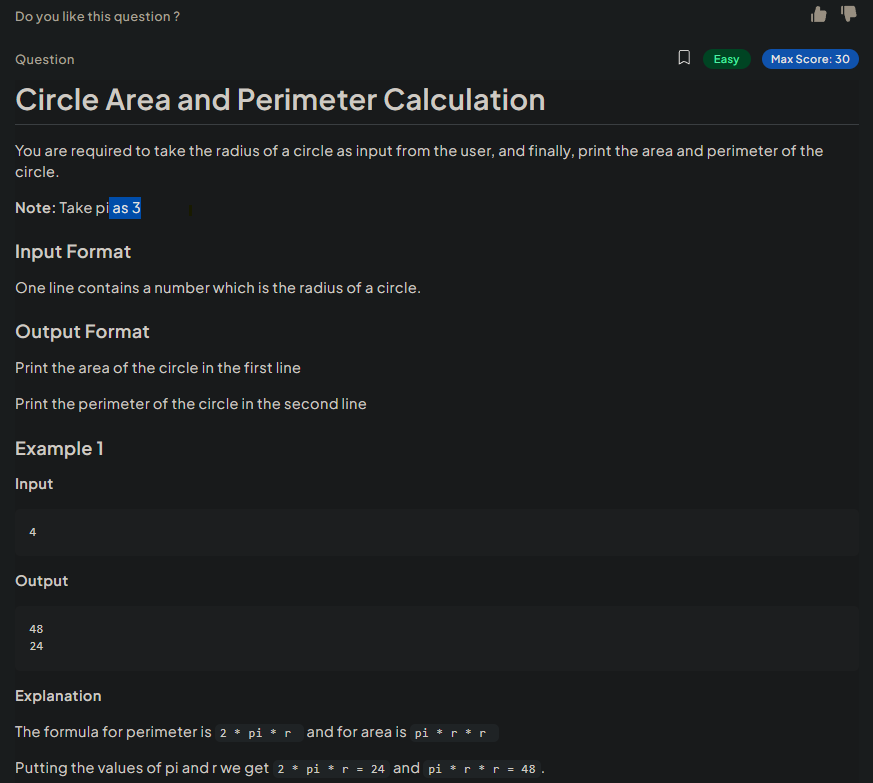 Do you like this question ?
Question
Easy
Max Score: 30
Circle Area and Perimeter Calculation
You are required to take the radius of a circle as input from the user, and finally, print the area and perimeter of the
circle.
Note: Take pi as 3
Input Format
One line contains a number which is the radius of a circle.
Output Format
Print the area of the circle in the first line
Print the perimeter of the circle in the second line
Example 1
Input
4
Output
48
24
Explanation
The formula for perimeter is 2 * pi * r and for area is pi * r * r
Putting the values of pi and r we get 2 * pi * r = 24 and pi * r * r = 48 .